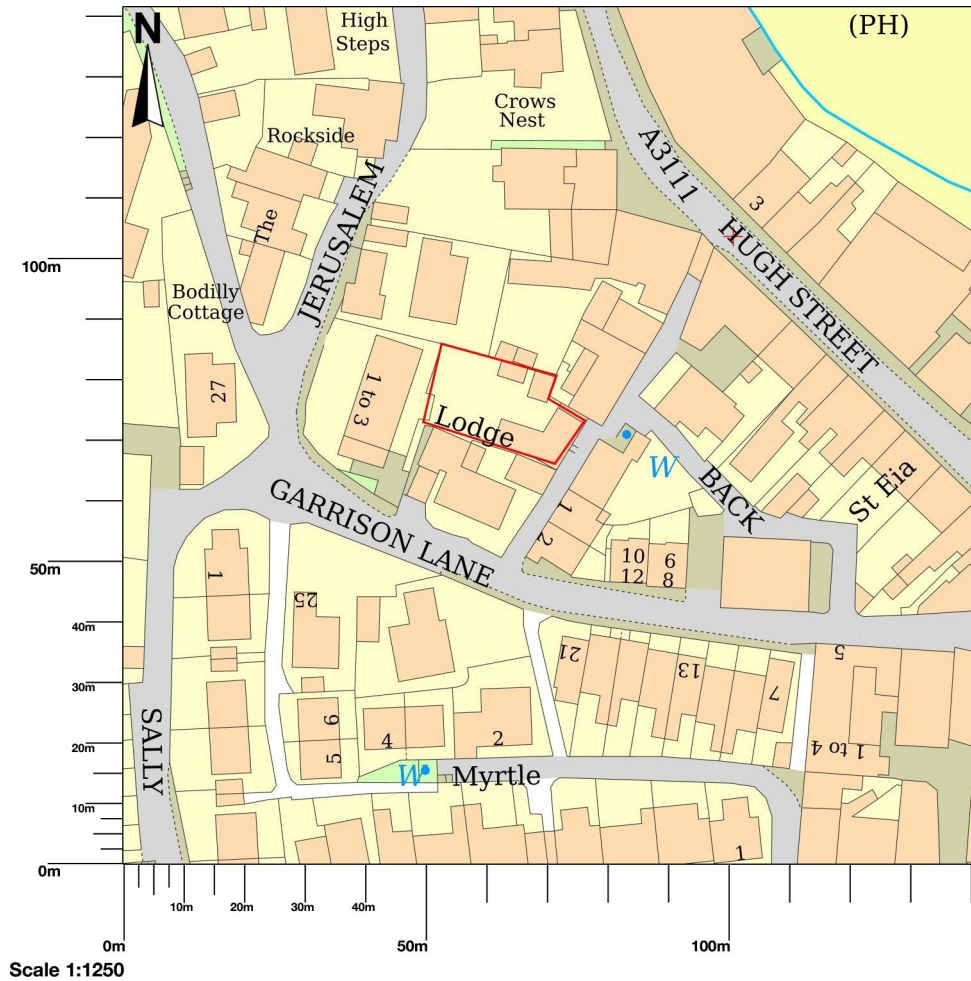 N
High
Steps
(PH)
Crows
Nest
Rockside
A3111
HUGH STREET
3
JERUSALEM
The
100m
Bodilly
Cottage
27
1 to 3
Lodge
W
BACK
St Eia
GARRISON LANE
1
2
10
12
6
8
50m
1
25
40m
21
13
7
5
30m
SALLY
6
5
4
2
1 to 4
20m
W
Myrtle
10m
1
0m
10m
20m
30m
40m
0m
50m
100m
Scale 1:1250